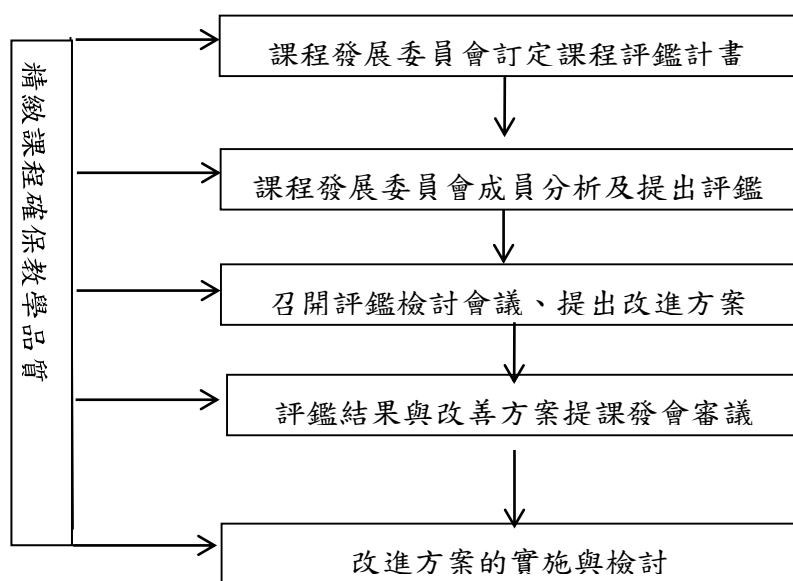 精緻課程確保教學品質
課程發展委員會訂定課程評鑑計畫
課程發展委員會成員分析及提出評鑑
召開評鑑檢討會議、提出改進方案
評鑑結果與改善方案提課發會審議
改進方案的實施與檢討